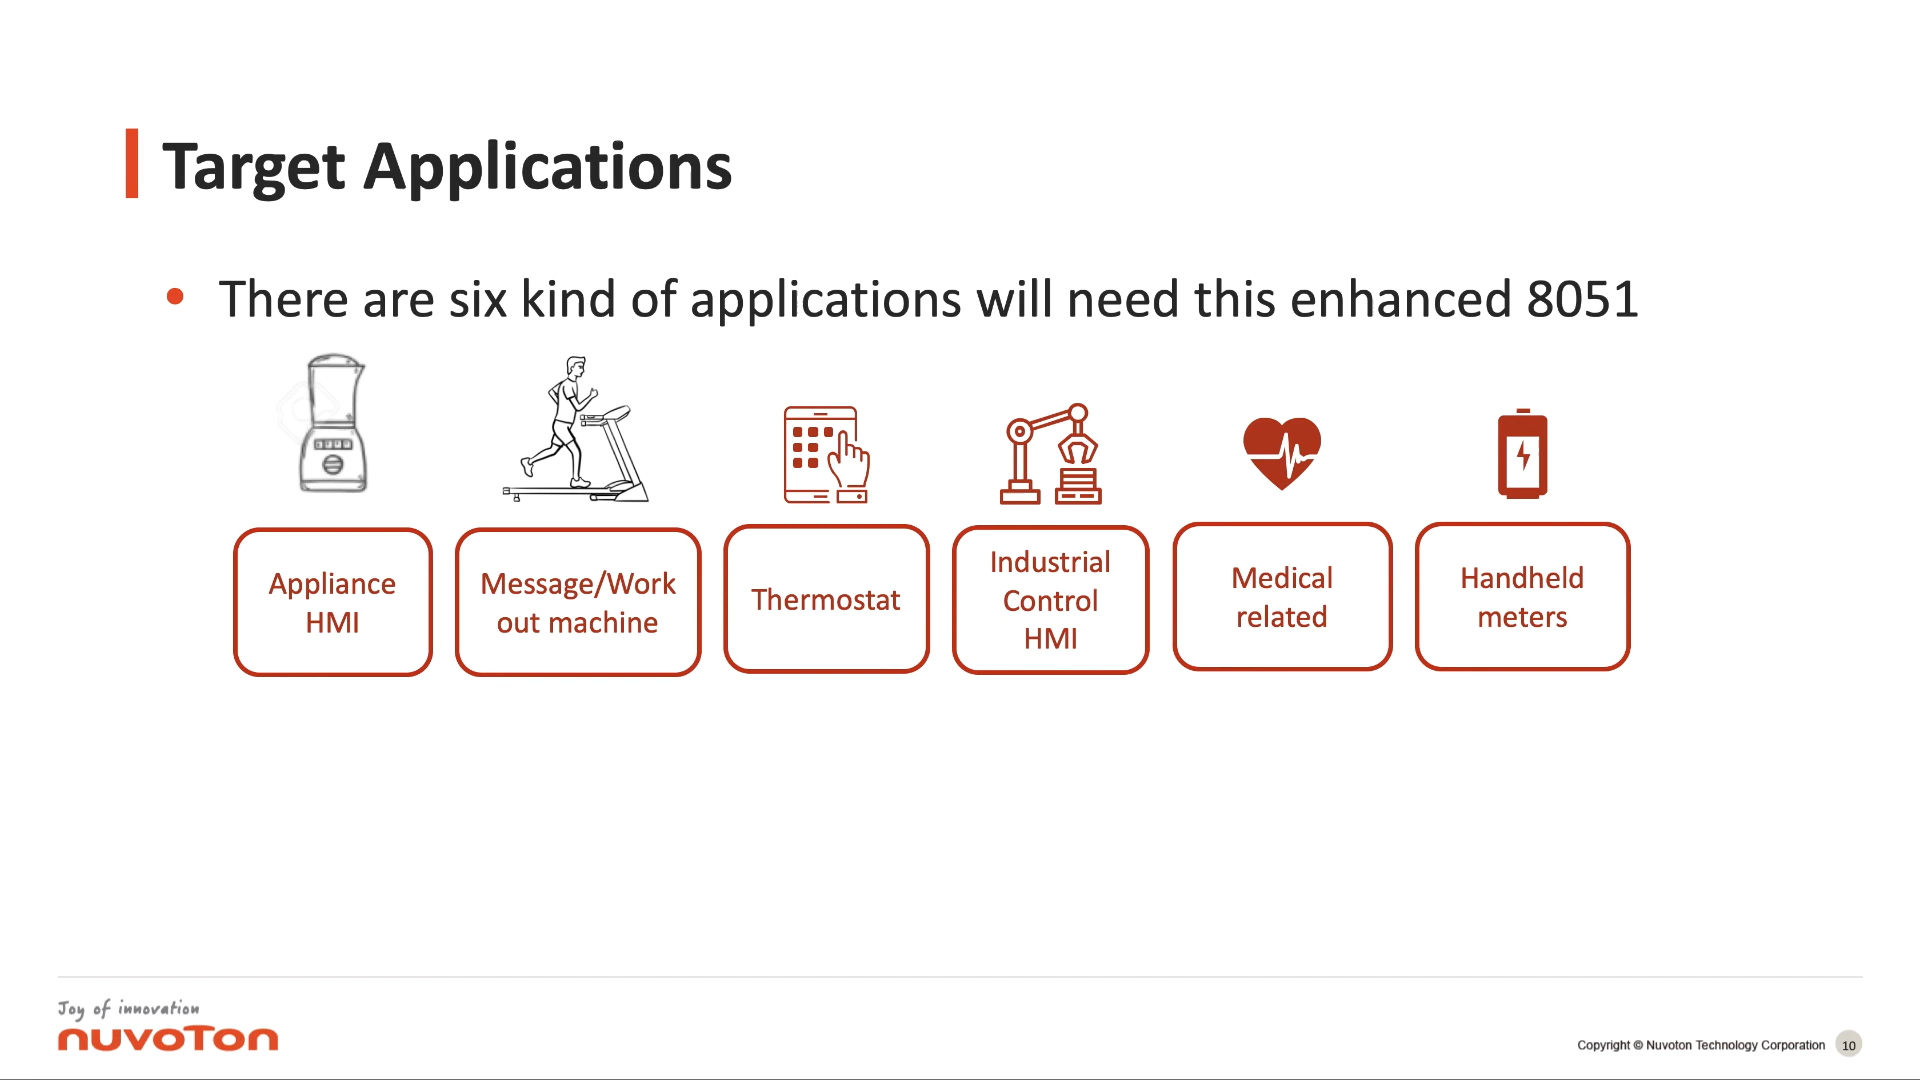 Target Applications
• There are six kind of applications will need this enhanced 8051
Appliance
HMI
Message/Work
out machine
Thermostat
Industrial
Control
HMI
Medical
related
Handheld
meters
Joy of innovation
nuvoTon
Copyright © Nuvoton Technology Corporation 10